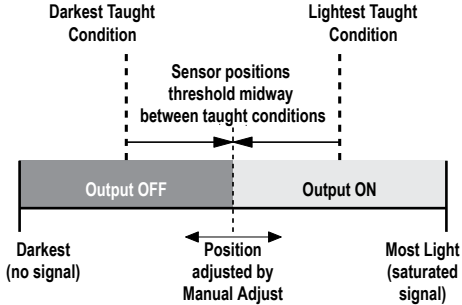 Darkest Taught
Condition
Lightest Taught
Condition
Sensor positions
threshold midway
between taught conditions
Output OFF
Output ON
Darkest
(no signal)
Position
adjusted by
Manual Adjust
Most Light
(saturated
signal)